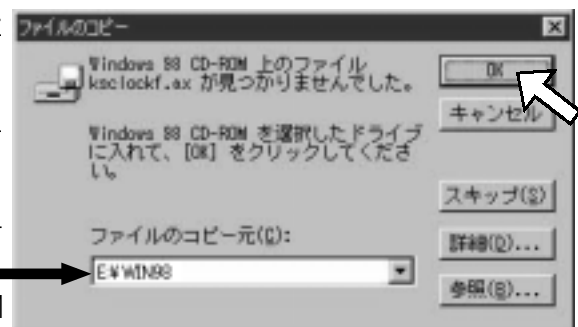 ファイルのコピー
Windows 98 CD-ROM 上のファイル
ksclockf.ax が見つかりませんでした。
Windows 98 CD-ROM を選択したドライブ
に入れて、[OK] をクリックしてくださ
い。
ファイルのコピー元(C):
E:¥WIN98
OK
キャンセル
スキップ(S)
詳細(D)...
参照(B)...